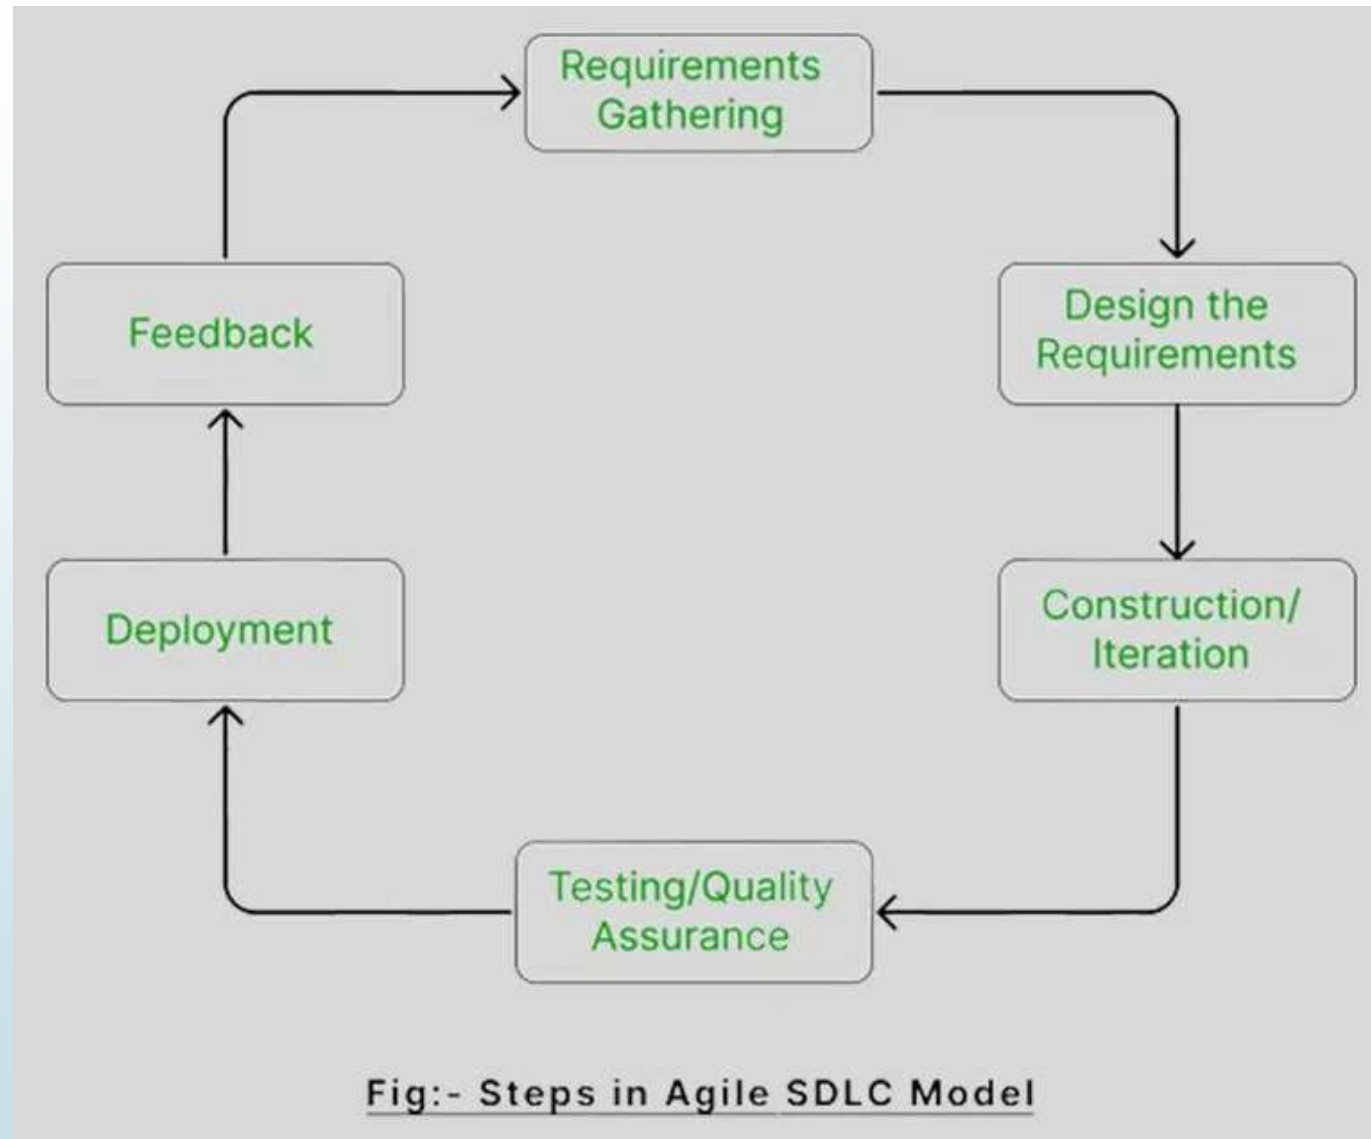 Requirements
Gathering
Design the
Requirements
Construction/
Iteration
Testing/Quality
Assurance
Deployment
Feedback
Fig:- Steps in Agile SDLC Model